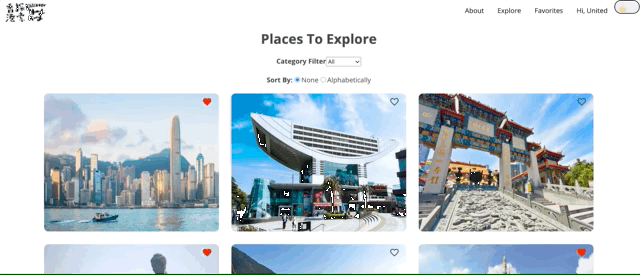 About Explore Favorites Hi, United
Places To Explore
Category Filter All
Sort By: None Alphabetically